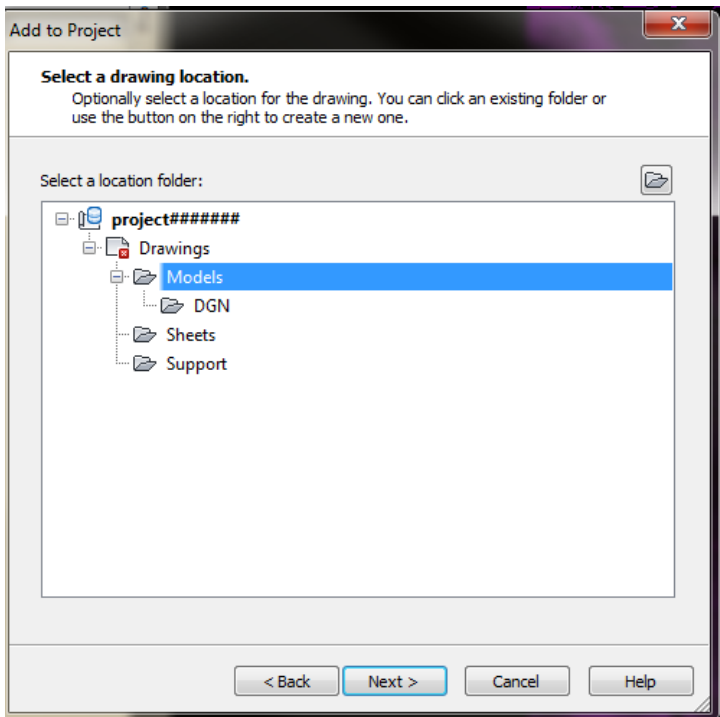 Add to Project
Select a drawing location.
Optionally select a location for the drawing. You can click an existing folder or
use the button on the right to create a new one.
Select a location folder:
project#######
Drawings
Models
DGN
Sheets
Support
< Back Next > Cancel Help